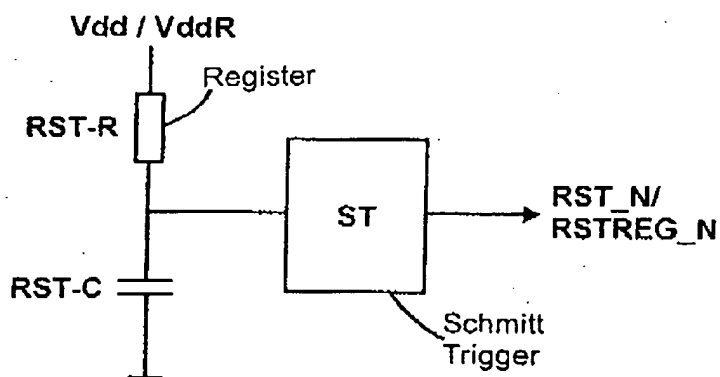 Vdd / VddR
Register
RST-R
ST
RST_N/
RSTREG_N
RST-C
Schmitt
Trigger